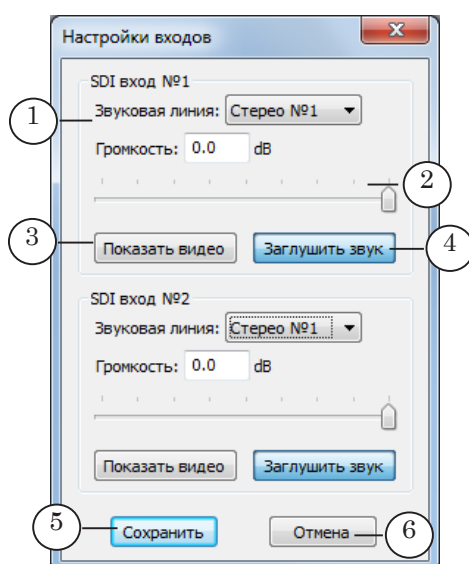 Настройки входов
SDI вход №1
1
Звуковая линия: Стерео №1
Громкость: 0.0 dB
2
3
Показать видео Заглушить звук
4
SDI вход №2
Звуковая линия: Стерео №1
Громкость: 0.0 dB
Показать видео Заглушить звук
5
Сохранить Отмена
6